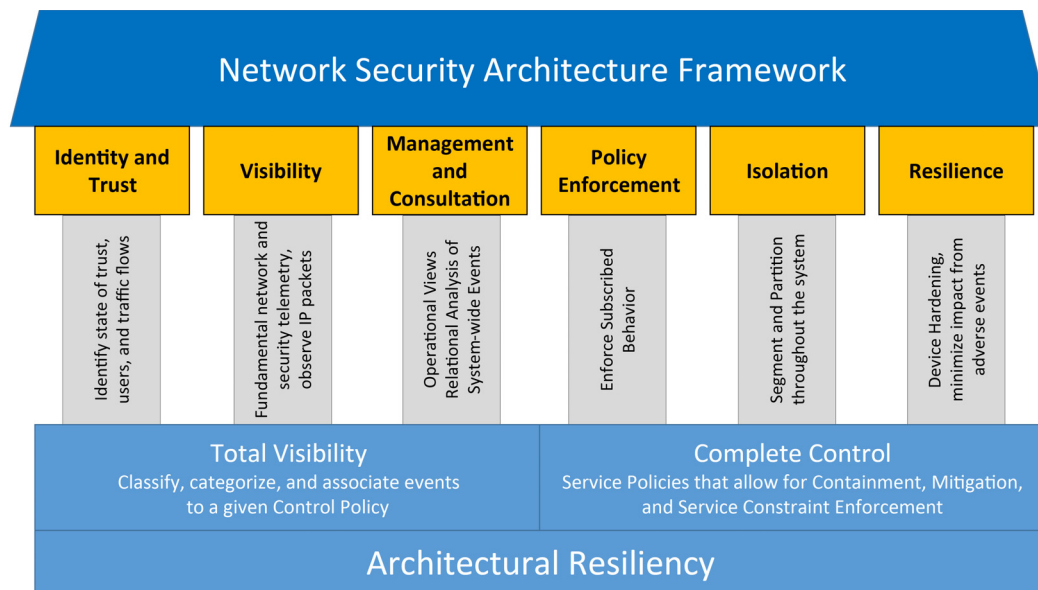 Network Security Architecture Framework
Identity and
Trust
Visibility
Management
and
Consultation
Policy
Enforcement
Isolation
Resilience
Identify state of trust,
users, and traffic flows
Fundamental network and
security telemetry,
observe IP packets
Operational Views
Relational Analysis of
System-wide Events
Enforce Subscribed
Behavior
Segment and Partition
throughout the system
Device Hardening,
minimize impact from
adverse events
Total Visibility
Classify, categorize, and associate events
to a given Control Policy
Complete Control
Service Policies that allow for Containment, Mitigation,
and Service Constraint Enforcement
Architectural Resiliency